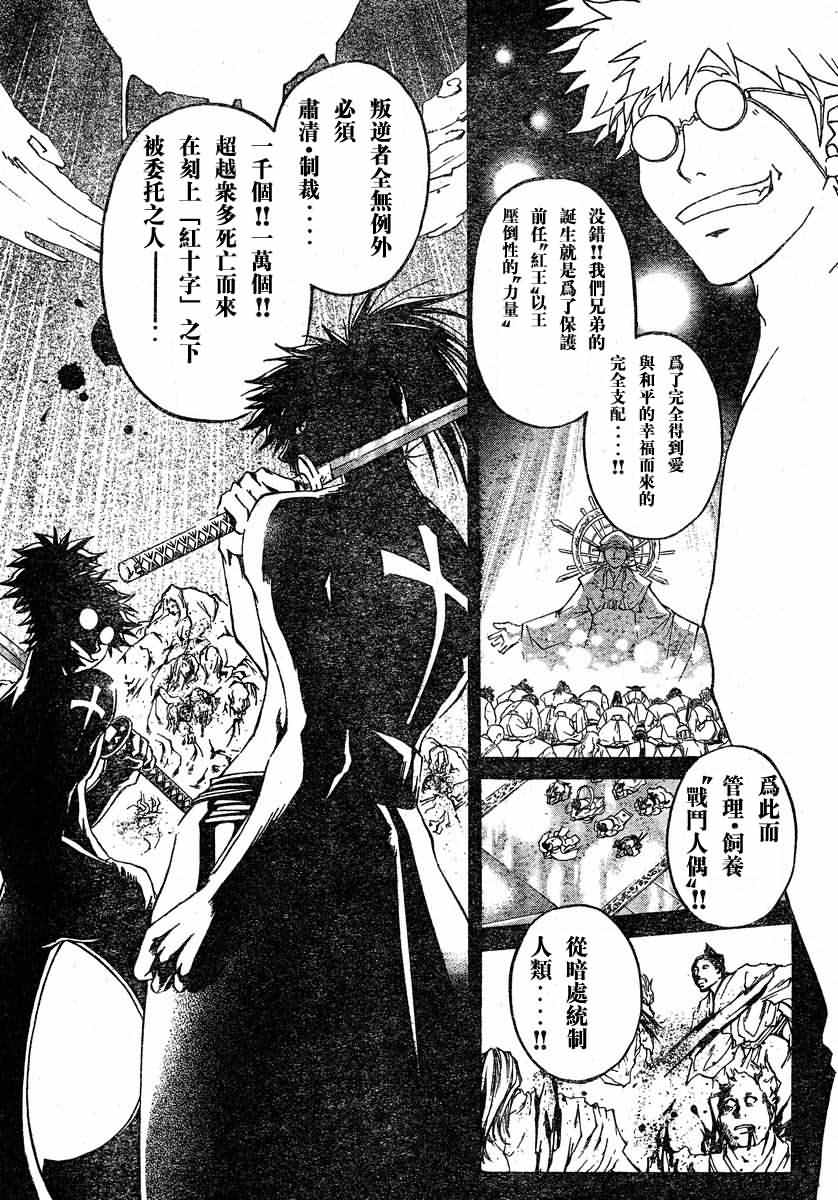 没錯!!我們兄弟的
誕生就是爲了保護
前任〝紅王〞以王
壓倒性的〝力量〞
爲了完全得到愛
與和平的幸福而來的
完全支配‥‥!!
爲此而
管理·飼養
〝戰鬥人偶〞!!
從暗處統制
人類‥‥!!
叛逆者全無例外
必須
肅清·制裁‥‥
一千個!!一萬個!!
超越衆多死亡而來
在刻上「紅十字」之下
被委托之人——‥